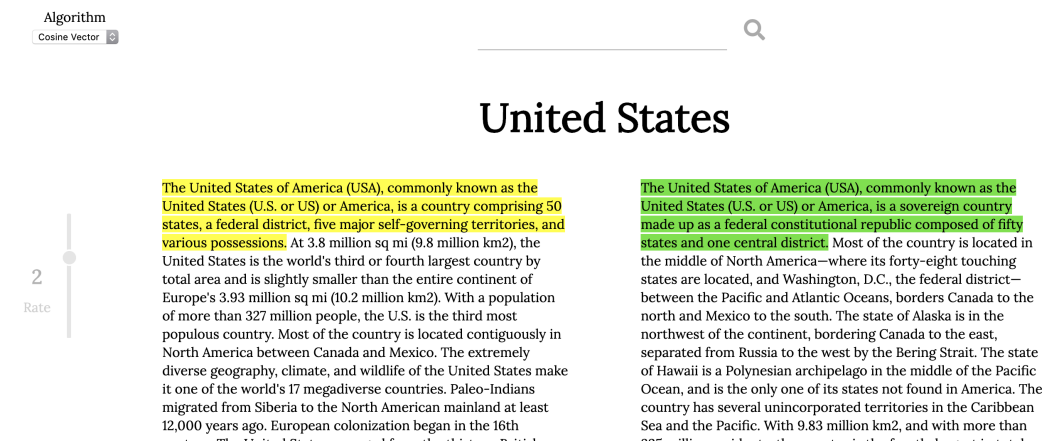 Algorithm
Cosine Vector
United States
The United States of America (USA), commonly known as the
United States (U.S. or US) or America, is a country comprising 50
states, a federal district, five major self-governing territories, and
various possessions. At 3.8 million sq mi (9.8 million km2), the
United States is the world's third or fourth largest country by
total area and is slightly smaller than the entire continent of
Europe's 3.93 million sq mi (10.2 million km2). With a population
of more than 327 million people, the U.S. is the third most
populous country. Most of the country is located contiguously in
North America between Canada and Mexico. The extremely
diverse geography, climate, and wildlife of the United States make
it one of the world's 17 megadiverse countries. Paleo-Indians
migrated from Siberia to the North American mainland at least
12,000 years ago. European colonization began in the 16th
The United States of America (USA), commonly known as the
United States (U.S. or US) or America, is a sovereign country
made up as a federal constitutional republic composed of fifty
states and one central district. Most of the country is located in
the middle of North America—where its forty-eight touching
states are located, and Washington, D.C., the federal district—
between the Pacific and Atlantic Oceans, borders Canada to the
north and Mexico to the south. The state of Alaska is in the
northwest of the continent, bordering Canada to the east,
separated from Russia to the west by the Bering Strait. The state
of Hawaii is a Polynesian archipelago in the middle of the Pacific
Ocean, and is the only one of its states not found in America. The
country has several unincorporated territories in the Caribbean
Sea and the Pacific. With 9.83 million km2, and with more than
2
Rate